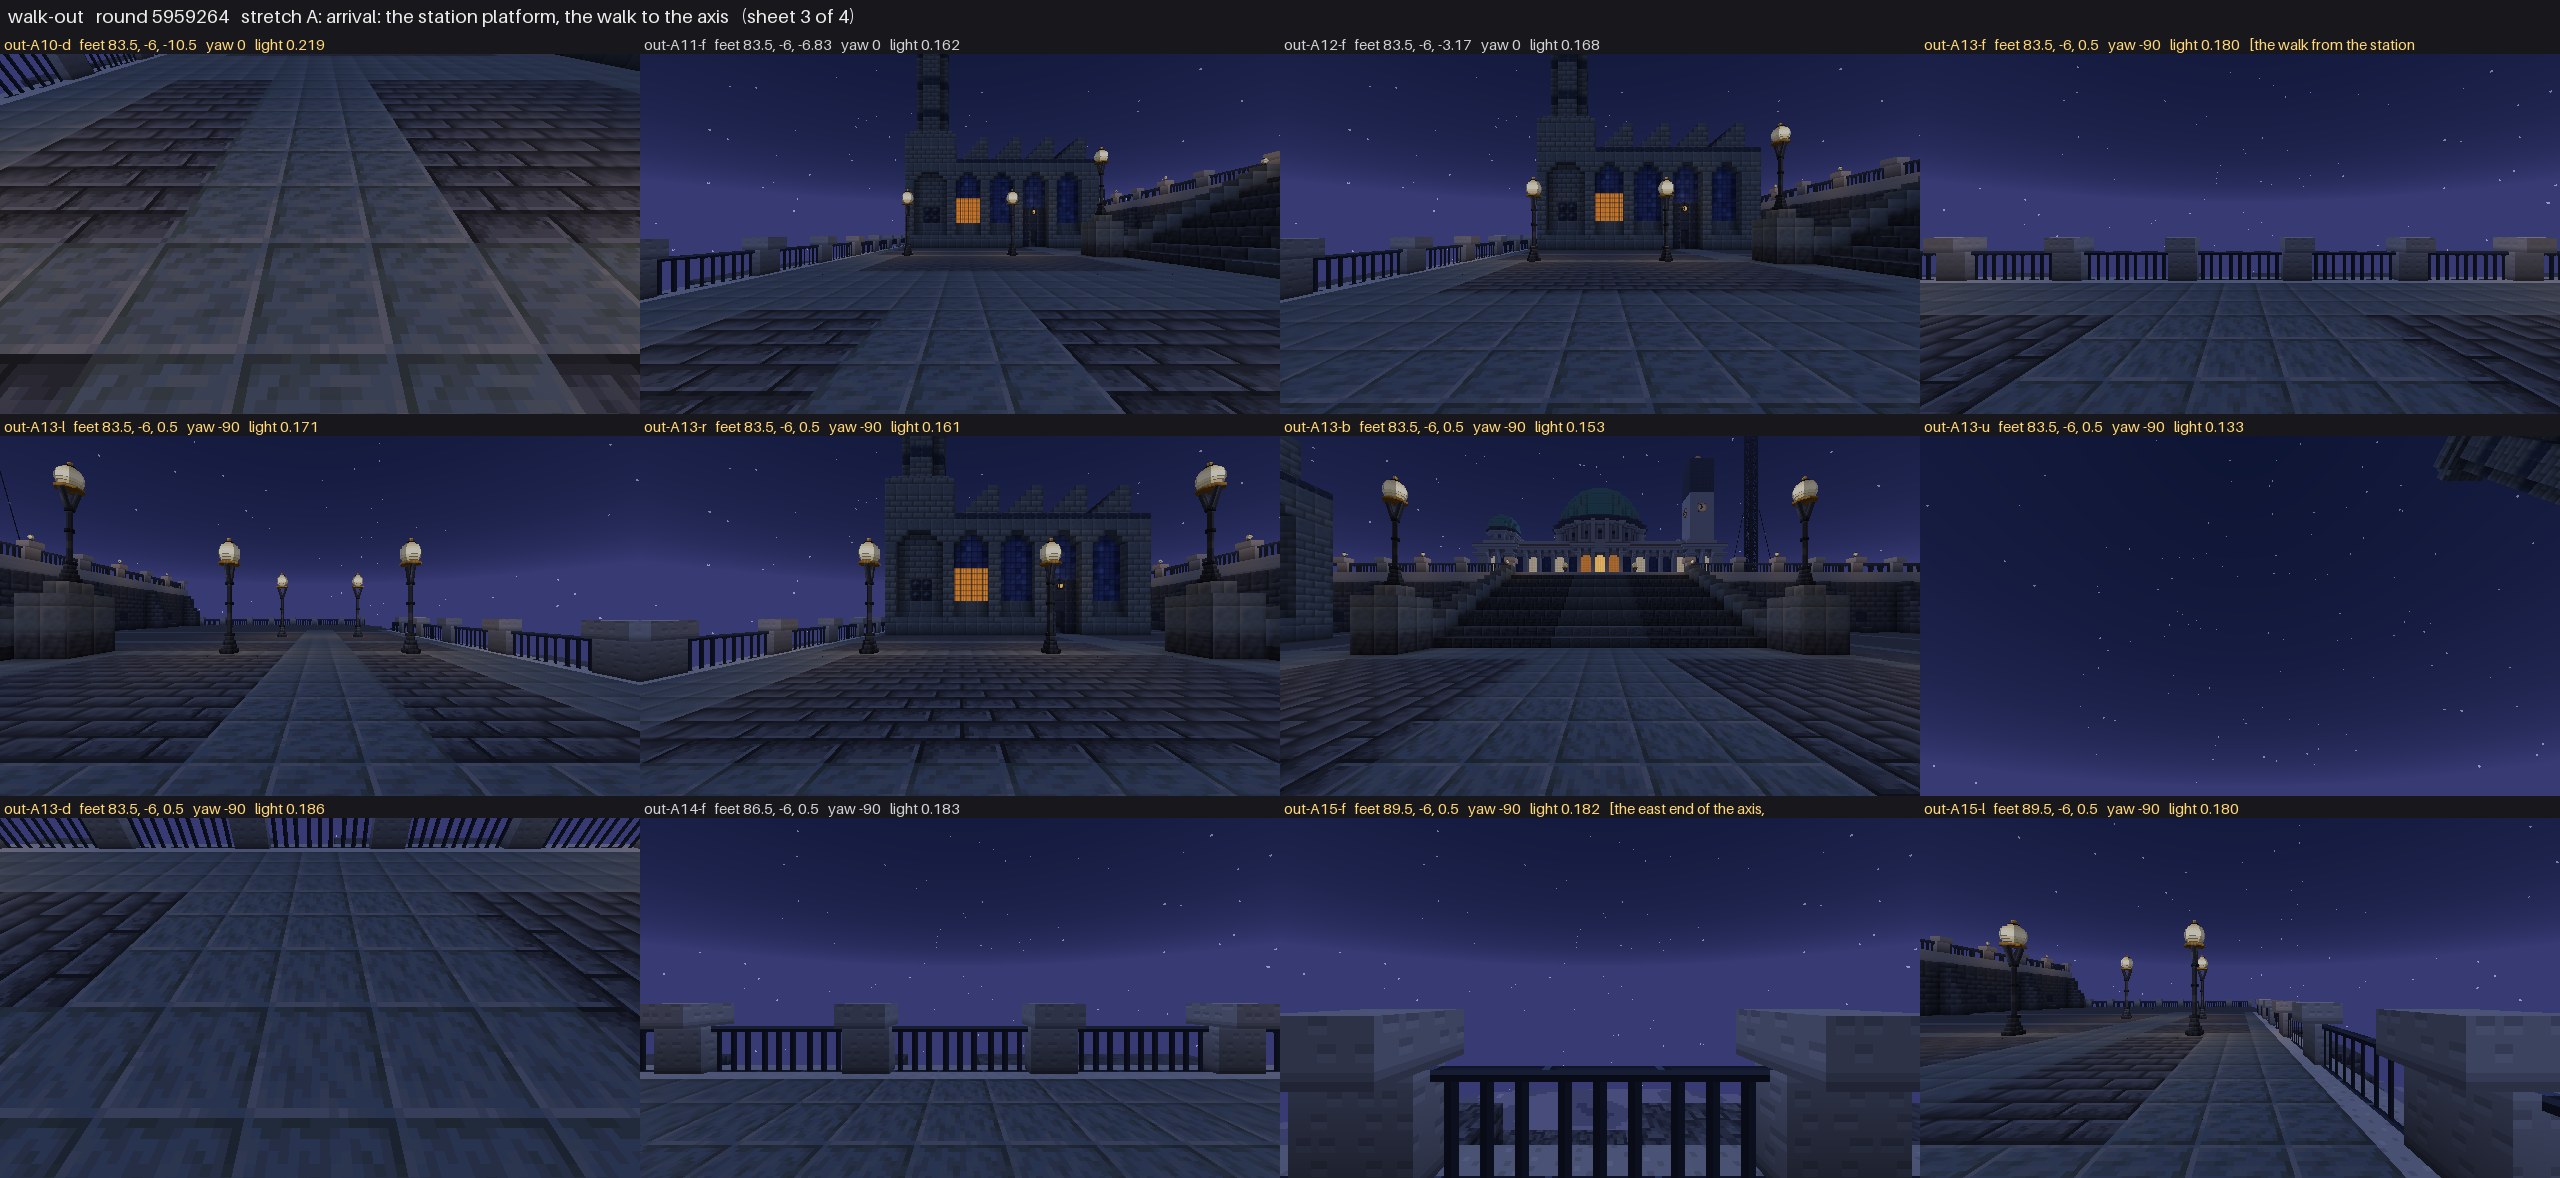 walk-out   round 5959264   stretch A: arrival: the station platform, the walk to the axis   (sheet 3 of 4)
out-A10-d   feet 83.5, -6, -10.5   yaw 0   light 0.219
out-A11-f   feet 83.5, -6, -6.83   yaw 0   light 0.162
out-A12-f   feet 83.5, -6, -3.17   yaw 0   light 0.168
out-A13-f   feet 83.5, -6, 0.5   yaw -90   light 0.180   [the walk from the station
out-A13-l   feet 83.5, -6, 0.5   yaw -90   light 0.171
out-A13-r   feet 83.5, -6, 0.5   yaw -90   light 0.161
out-A13-b   feet 83.5, -6, 0.5   yaw -90   light 0.153
out-A13-u   feet 83.5, -6, 0.5   yaw -90   light 0.133
out-A13-d   feet 83.5, -6, 0.5   yaw -90   light 0.186
out-A14-f   feet 86.5, -6, 0.5   yaw -90   light 0.183
out-A15-f   feet 89.5, -6, 0.5   yaw -90   light 0.182   [the east end of the axis,
out-A15-l   feet 89.5, -6, 0.5   yaw -90   light 0.180